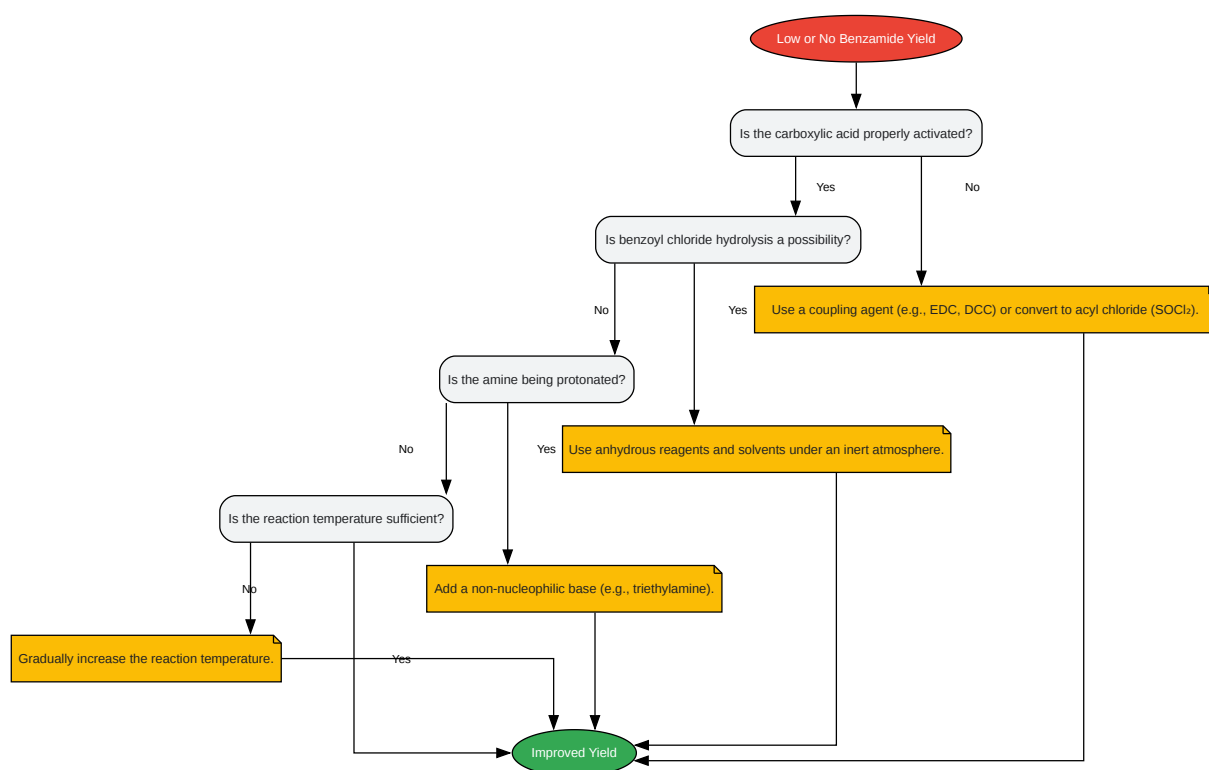 Low or No Benzamide Yield
Is the carboxylic acid properly activated?
Yes
No
Is benzoyl chloride hydrolysis a possibility?
No
Yes
Use a coupling agent (e.g., EDC, DCC) or convert to acyl chloride (SOCl₂).
Is the amine being protonated?
No
Yes
Use anhydrous reagents and solvents under an inert atmosphere.
Is the reaction temperature sufficient?
No
Add a non-nucleophilic base (e.g., triethylamine).
Gradually increase the reaction temperature.
Yes
Improved Yield